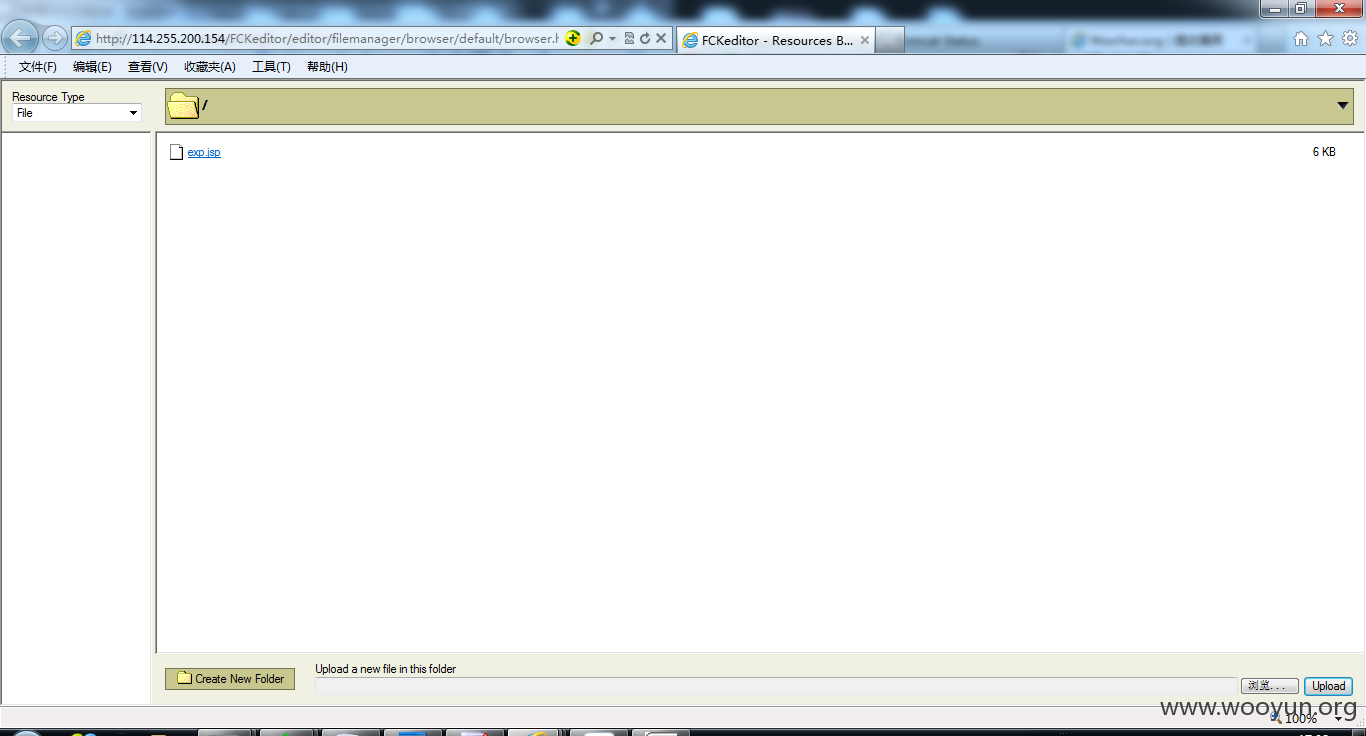 http://114.255.200.154/FCKeditor/editor/filemanager/browser/default/browser.h
FCKeditor - Resources B...
文件(F) 编辑(E) 查看(V) 收藏夹(A) 工具(T) 帮助(H)
Resource Type
File
/
exp.jsp 6 KB
Create New Folder
Upload a new file in this folder
浏览... Upload
www.wooyun.org
100%